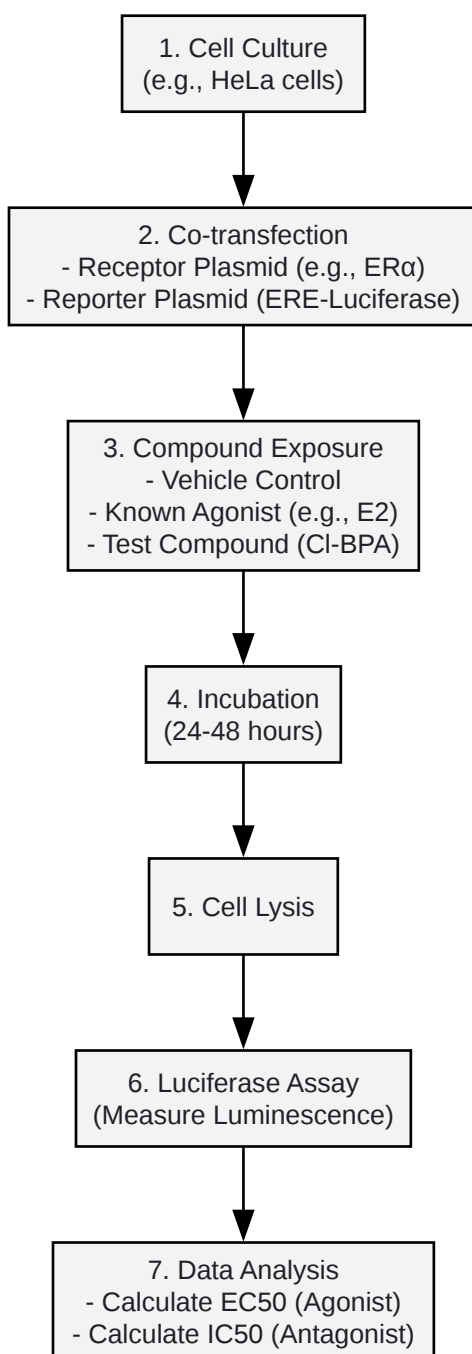 1. Cell Culture
(e.g., HeLa cells)
2. Co-transfection
- Receptor Plasmid (e.g., ERα)
- Reporter Plasmid (ERE-Luciferase)
3. Compound Exposure
- Vehicle Control
- Known Agonist (e.g., E2)
- Test Compound (Cl-BPA)
4. Incubation
(24-48 hours)
5. Cell Lysis
6. Luciferase Assay
(Measure Luminescence)
7. Data Analysis
- Calculate EC50 (Agonist)
- Calculate IC50 (Antagonist)